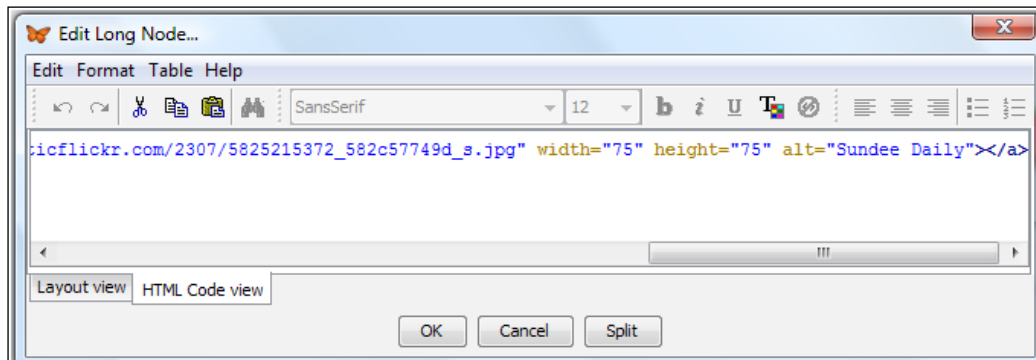 Edit Long Node...
Edit Format Table Help
SansSerif 12 b i U T
ticflickr.com/2307/5825215372_582c57749d_s.jpg" width="75" height="75" alt="Sundee Daily"></a>
Layout view HTML Code view
OK Cancel Split